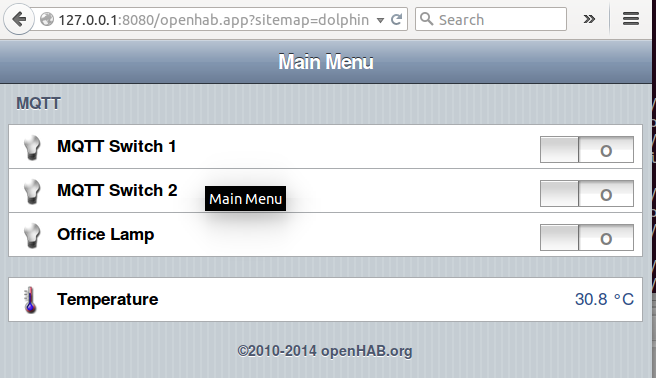 127.0.0.1:8080/openhab.app?sitemap=dolphin
Search
Main Menu
MQTT
MQTT Switch 1
O
MQTT Switch 2
O
Main Menu
Office Lamp
O
Temperature
30.8 °C
©2010-2014 openHAB.org